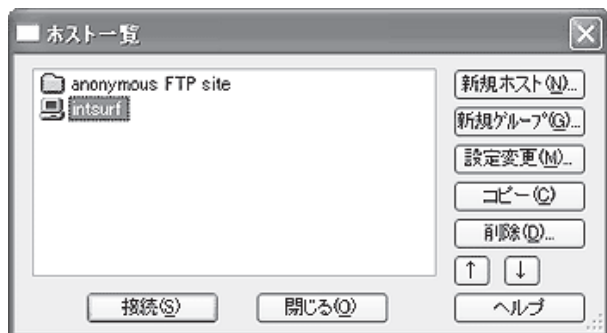 ホスト一覧
anonymous FTP site
intsurf
新規ホスト(N)...
新規グループ(G)...
設定変更(M)...
コピー(C)
削除(D)...
↑ ↓
接続(S) 閉じる(O) ヘルプ